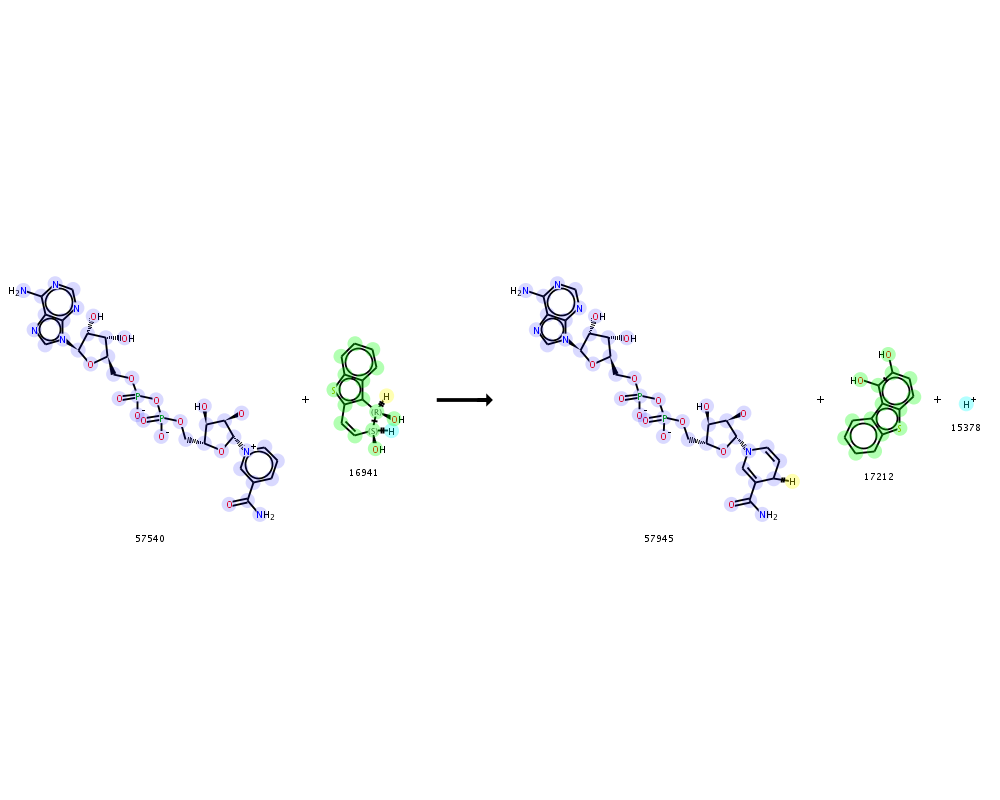 H₂N N N N N OH OH O O O P O⁻ O O P O⁻ O HO O O N⁺ O NH₂
57540
+
S (R) H OH (S) H OH
16941
H₂N N N N N OH OH O O O P O⁻ O O P O⁻ O HO O O N H O NH₂
57945
+
HO HO S
17212
+
H⁺
15378